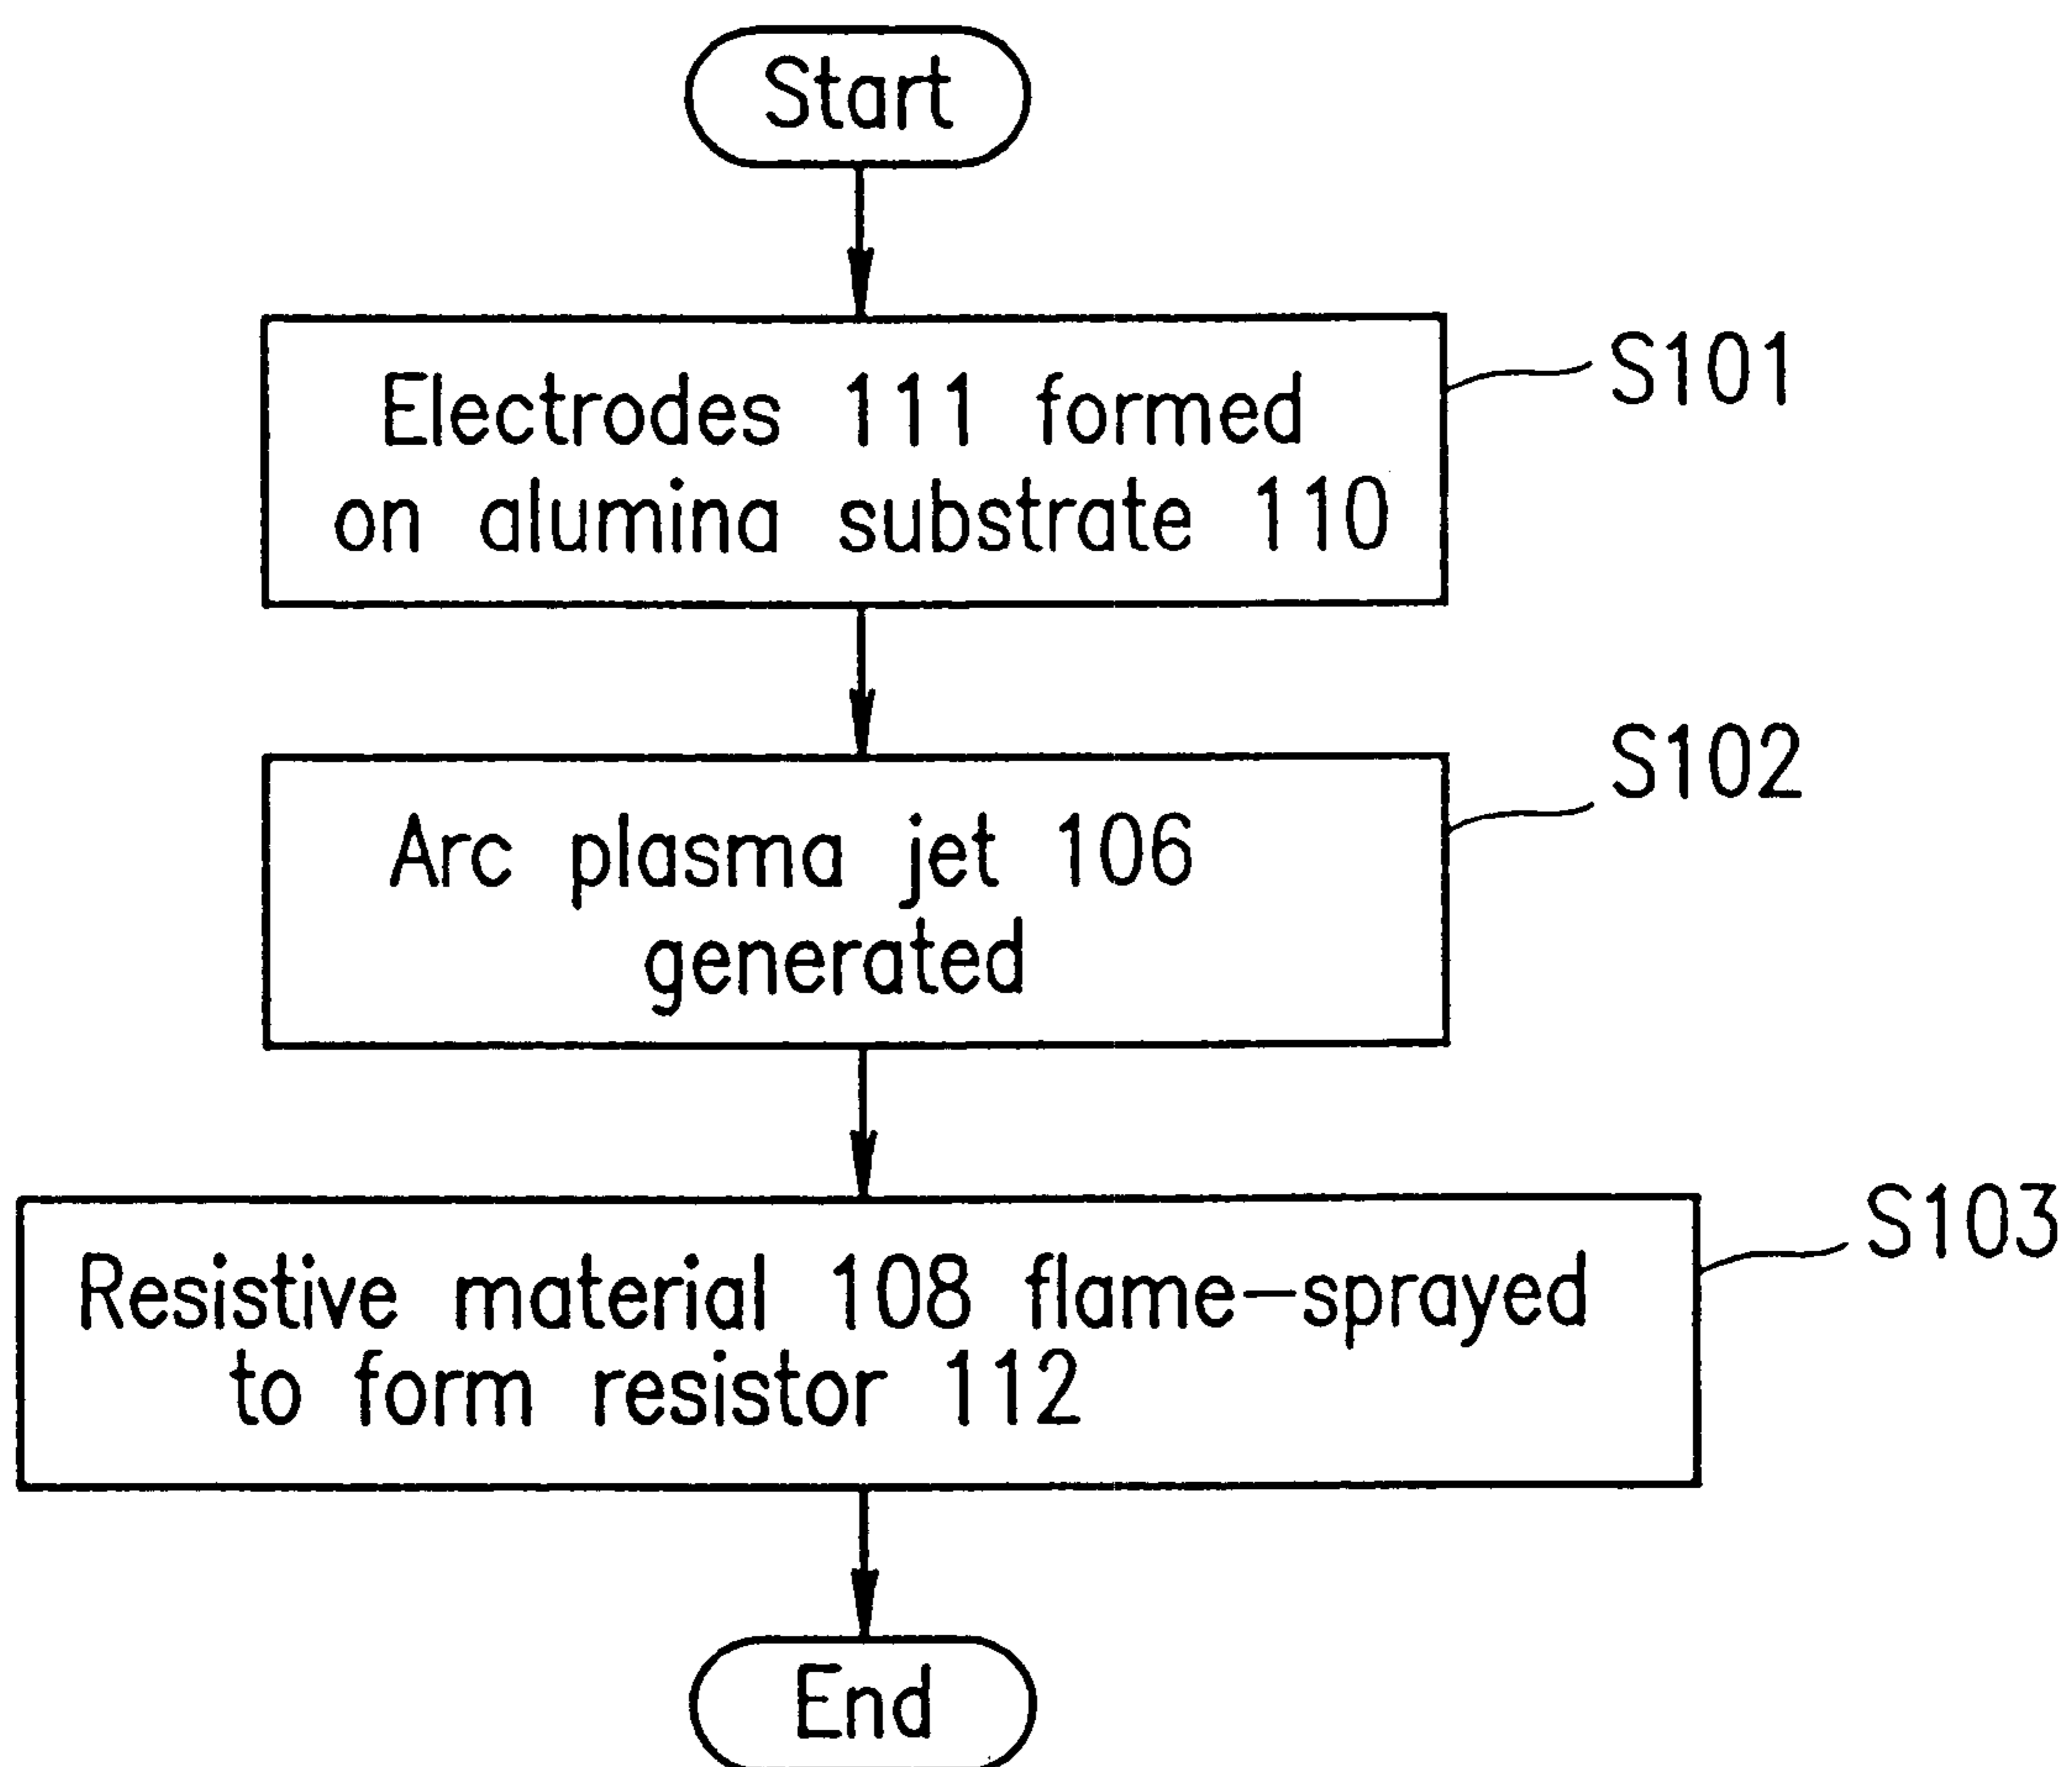 Start
Electrodes 111 formed
on alumina substrate 110
S101
Arc plasma jet 106
generated
S102
Resistive material 108 flame-sprayed
to form resistor 112
S103
End